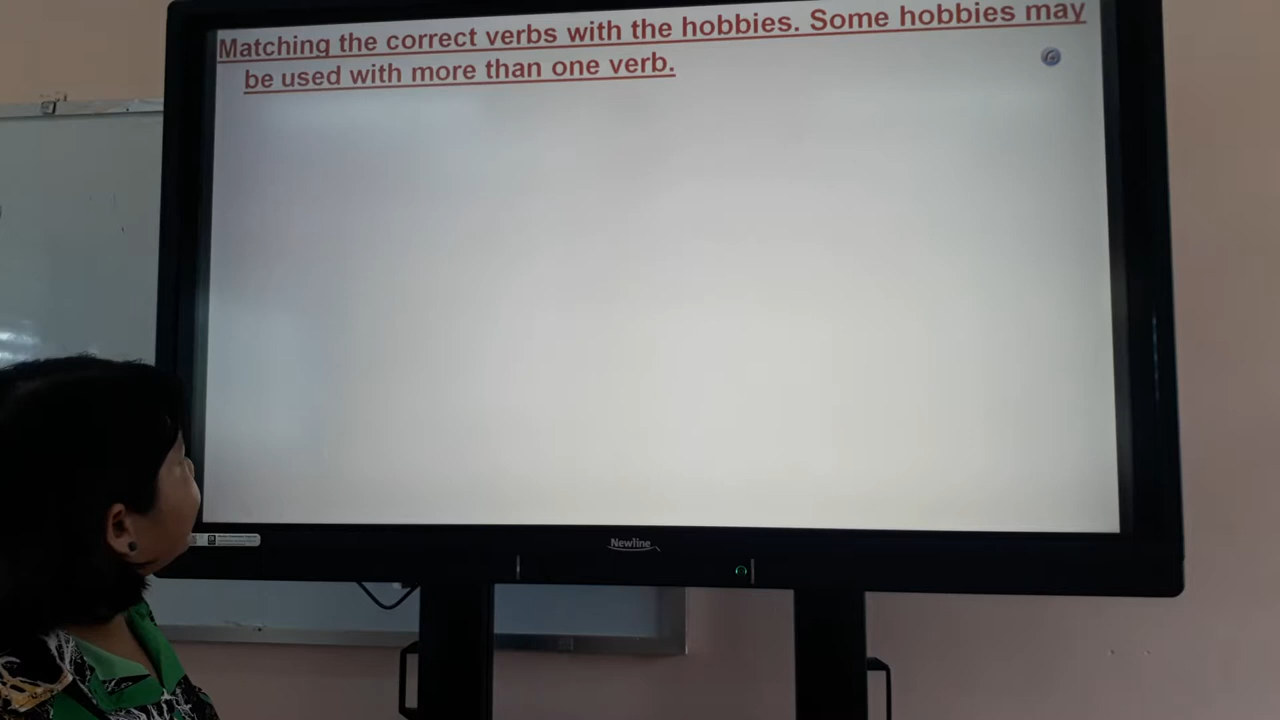 Matching the correct verbs with the hobbies. Some hobbies may
be used with more than one verb.
Newline